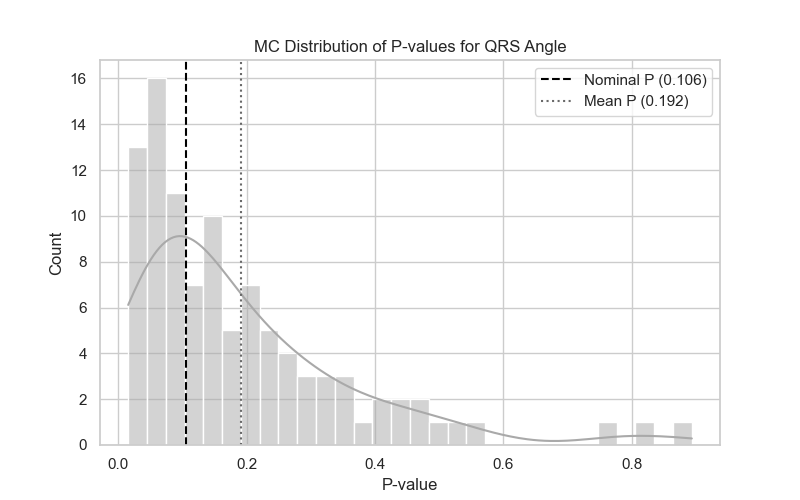 MC Distribution of P-values for QRS Angle
Nominal P (0.106)
Mean P (0.192)
16
14
12
10
8
6
4
2
0
Count
0.0 0.2 0.4 0.6 0.8
P-value